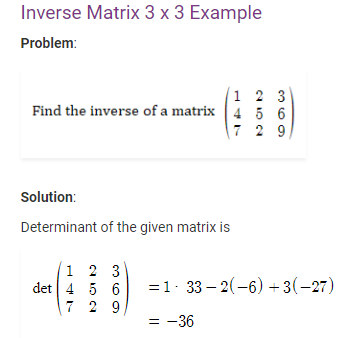 Inverse Matrix 3 x 3 Example
Problem:
Find the inverse of a matrix (1 2 3
4 5 6
7 2 9)
Solution:
Determinant of the given matrix is
det (1 2 3
4 5 6
7 2 9) = 1 · 33 − 2(−6) + 3(−27)
= −36